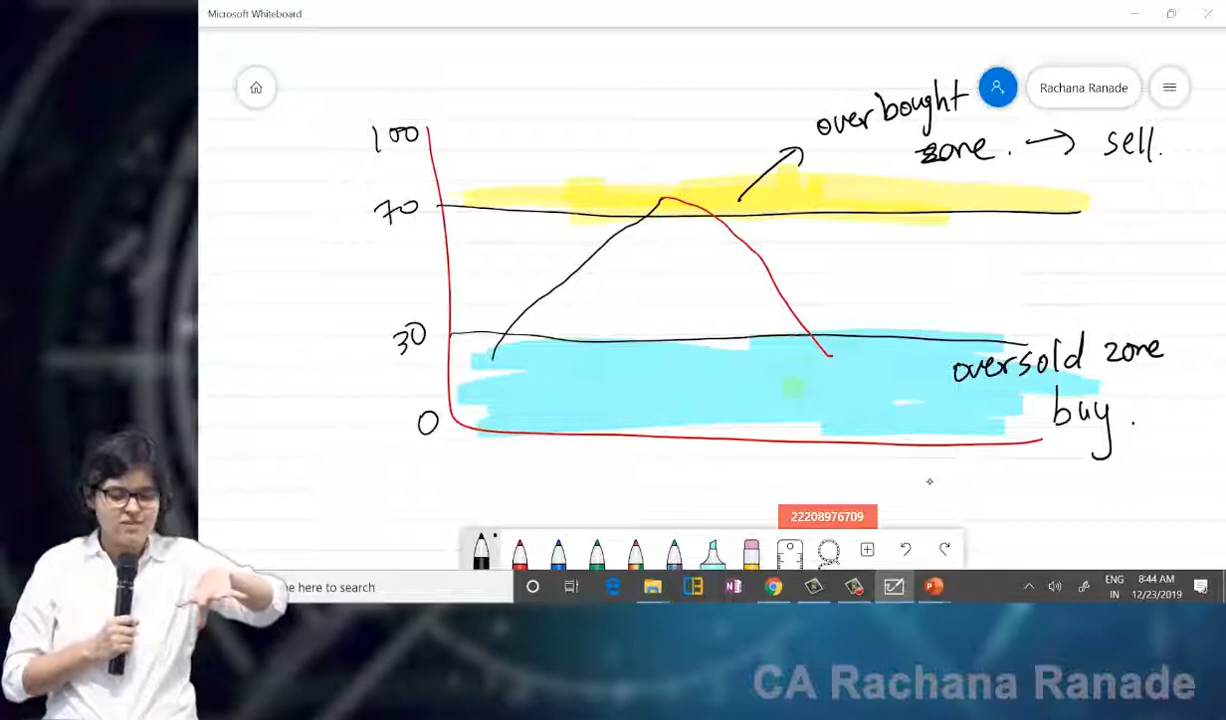 Microsoft Whiteboard
Rachana Ranade
overbought
zone. → sell.
100
70
30
oversold zone
buy.
0
22208976709
here to search
ENG
IN
8:44 AM
12/23/2019
CA Rachana Ranade